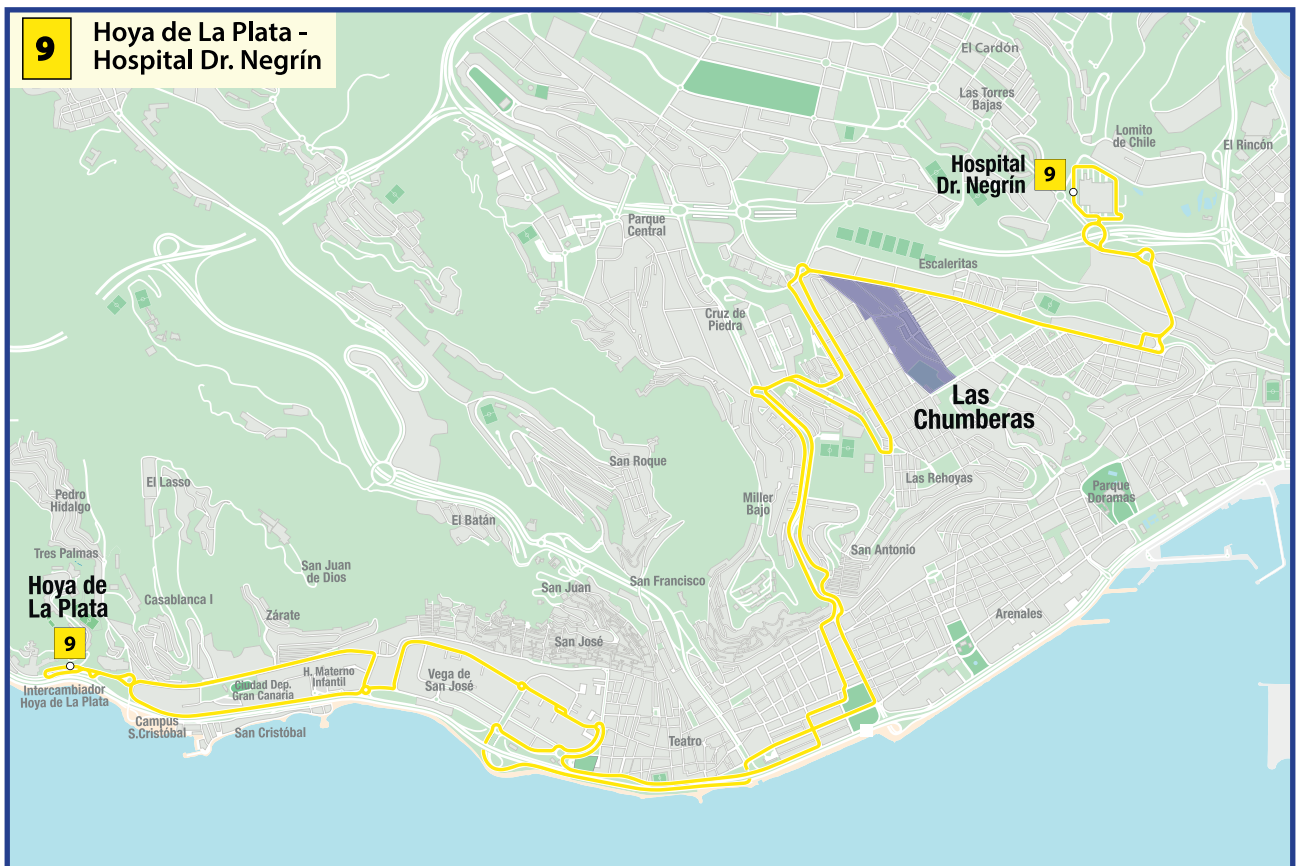 9
Hoya de La Plata -
Hospital Dr. Negrín
El Cardón
Las Torres
Bajas
Lomito
de Chile
El Rincón
Hospital
Dr. Negrín
9
Parque
Central
Escaleritas
Cruz de
Piedra
Las
Chumberas
San Roque
Las Rehoyas
Parque
Doramas
Pedro
Hidalgo
El Lasso
Miller
Bajo
El Batán
Tres Palmas
San Antonio
San Juan
de Dios
Hoya de
La Plata
Casablanca I
San Juan
San Francisco
Zárate
Arenales
9
San José
H. Materno
Infantil
Vega de
San José
Ciudad Dep.
Gran Canaria
Intercambiador
Hoya de La Plata
Campus
S.Cristóbal
San Cristóbal
Teatro